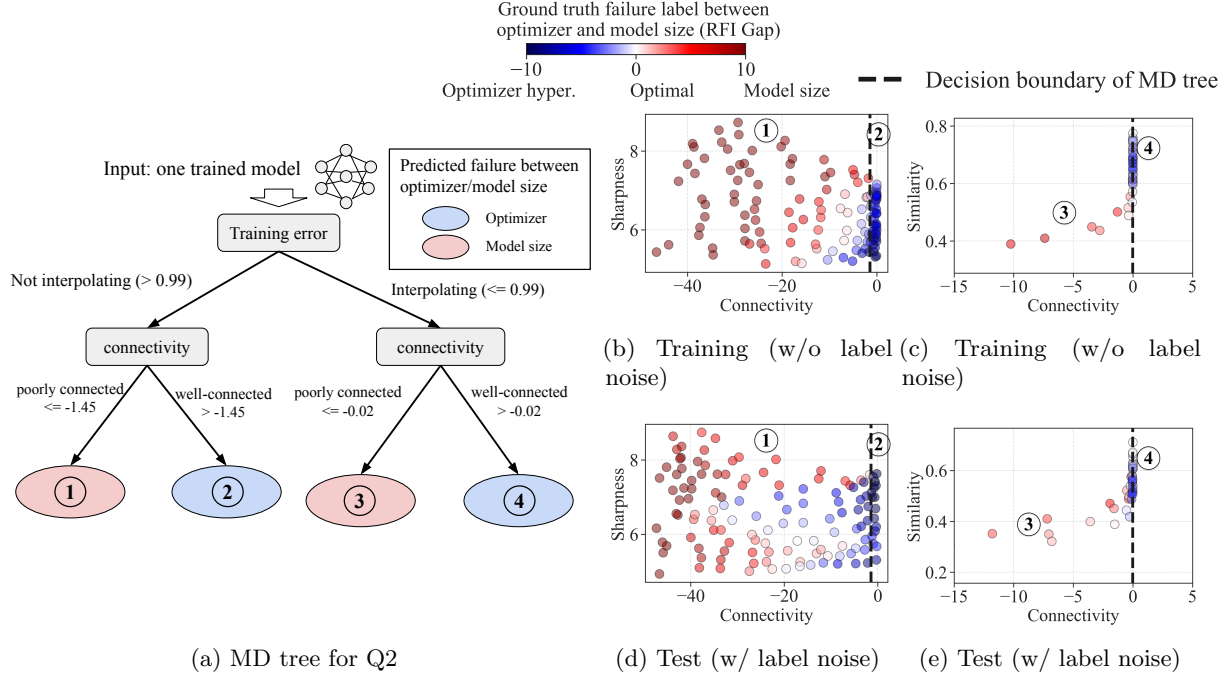 Ground truth failure label between
optimizer and model size (RFI Gap)
−10
0
10
Optimizer hyper.
Optimal
Model size
Decision boundary of MD tree
Input: one trained model
Predicted failure between
optimizer/model size
Optimizer
Model size
Training error
Not interpolating (> 0.99)
Interpolating (<= 0.99)
connectivity
connectivity
poorly connected
<= -1.45
well-connected
> -1.45
poorly connected
<= -0.02
well-connected
> -0.02
1
2
3
4
(a) MD tree for Q2
Sharpness
8
6
1
2
−40
−20
0
Connectivity
(b) Training (w/o label
noise)
Similarity
0.8
0.6
0.4
3
4
−15
−10
−5
0
5
Connectivity
(c) Training (w/o label
noise)
Sharpness
8
6
1
2
−40
−20
0
Connectivity
(d) Test (w/ label noise)
Similarity
0.6
0.4
0.2
3
4
−15
−10
−5
0
5
Connectivity
(e) Test (w/ label noise)